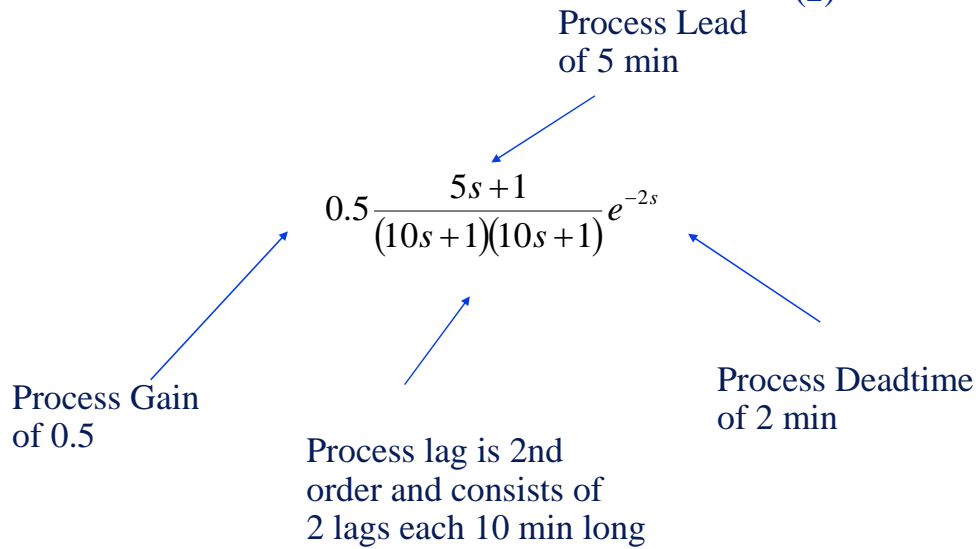 Process Lead
of 5 min
0.5 5s + 1
(10s + 1)(10s + 1) e^{-2s}
Process Gain
of 0.5
Process lag is 2nd
order and consists of
2 lags each 10 min long
Process Deadtime
of 2 min